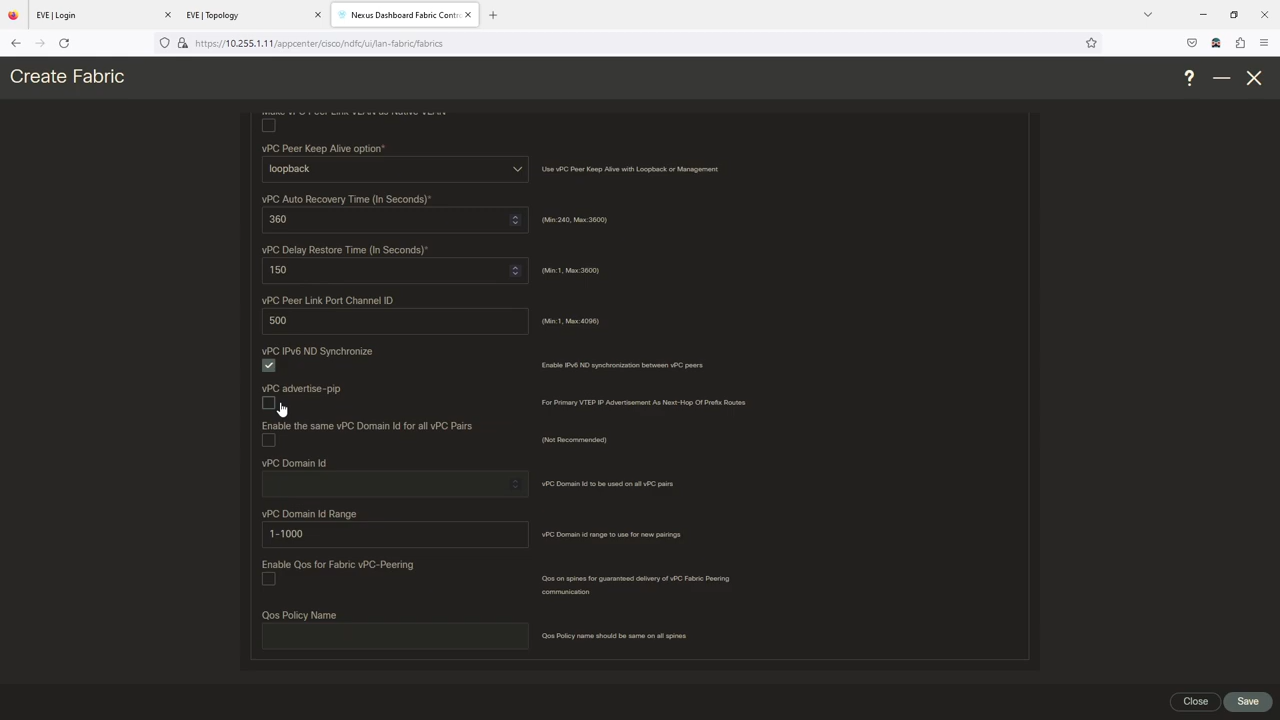 EVE | Login
EVE | Topology
Nexus Dashboard Fabric Contr
https://10.255.1.11/appcenter/cisco/ndfc/ui/lan-fabric/fabrics
Create Fabric
?
Make vPC Peer Link VLAN as Native VLAN
vPC Peer Keep Alive option*
loopback
Use vPC Peer Keep Alive with Loopback or Management
vPC Auto Recovery Time (In Seconds)*
360
(Min:240, Max:3600)
vPC Delay Restore Time (In Seconds)*
150
(Min:1, Max:3600)
vPC Peer Link Port Channel ID
500
(Min:1, Max:4096)
vPC IPv6 ND Synchronize
Enable IPv6 ND synchronization between vPC peers
vPC advertise-pip
For Primary VTEP IP Advertisement As Next-Hop Of Prefix Routes
Enable the same vPC Domain Id for all vPC Pairs
(Not Recommended)
vPC Domain Id
vPC Domain Id to be used on all vPC pairs
vPC Domain Id Range
1-1000
vPC Domain id range to use for new pairings
Enable Qos for Fabric vPC-Peering
Qos on spines for guaranteed delivery of vPC Fabric Peering
communication
Qos Policy Name
Qos Policy name should be same on all spines
Close
Save